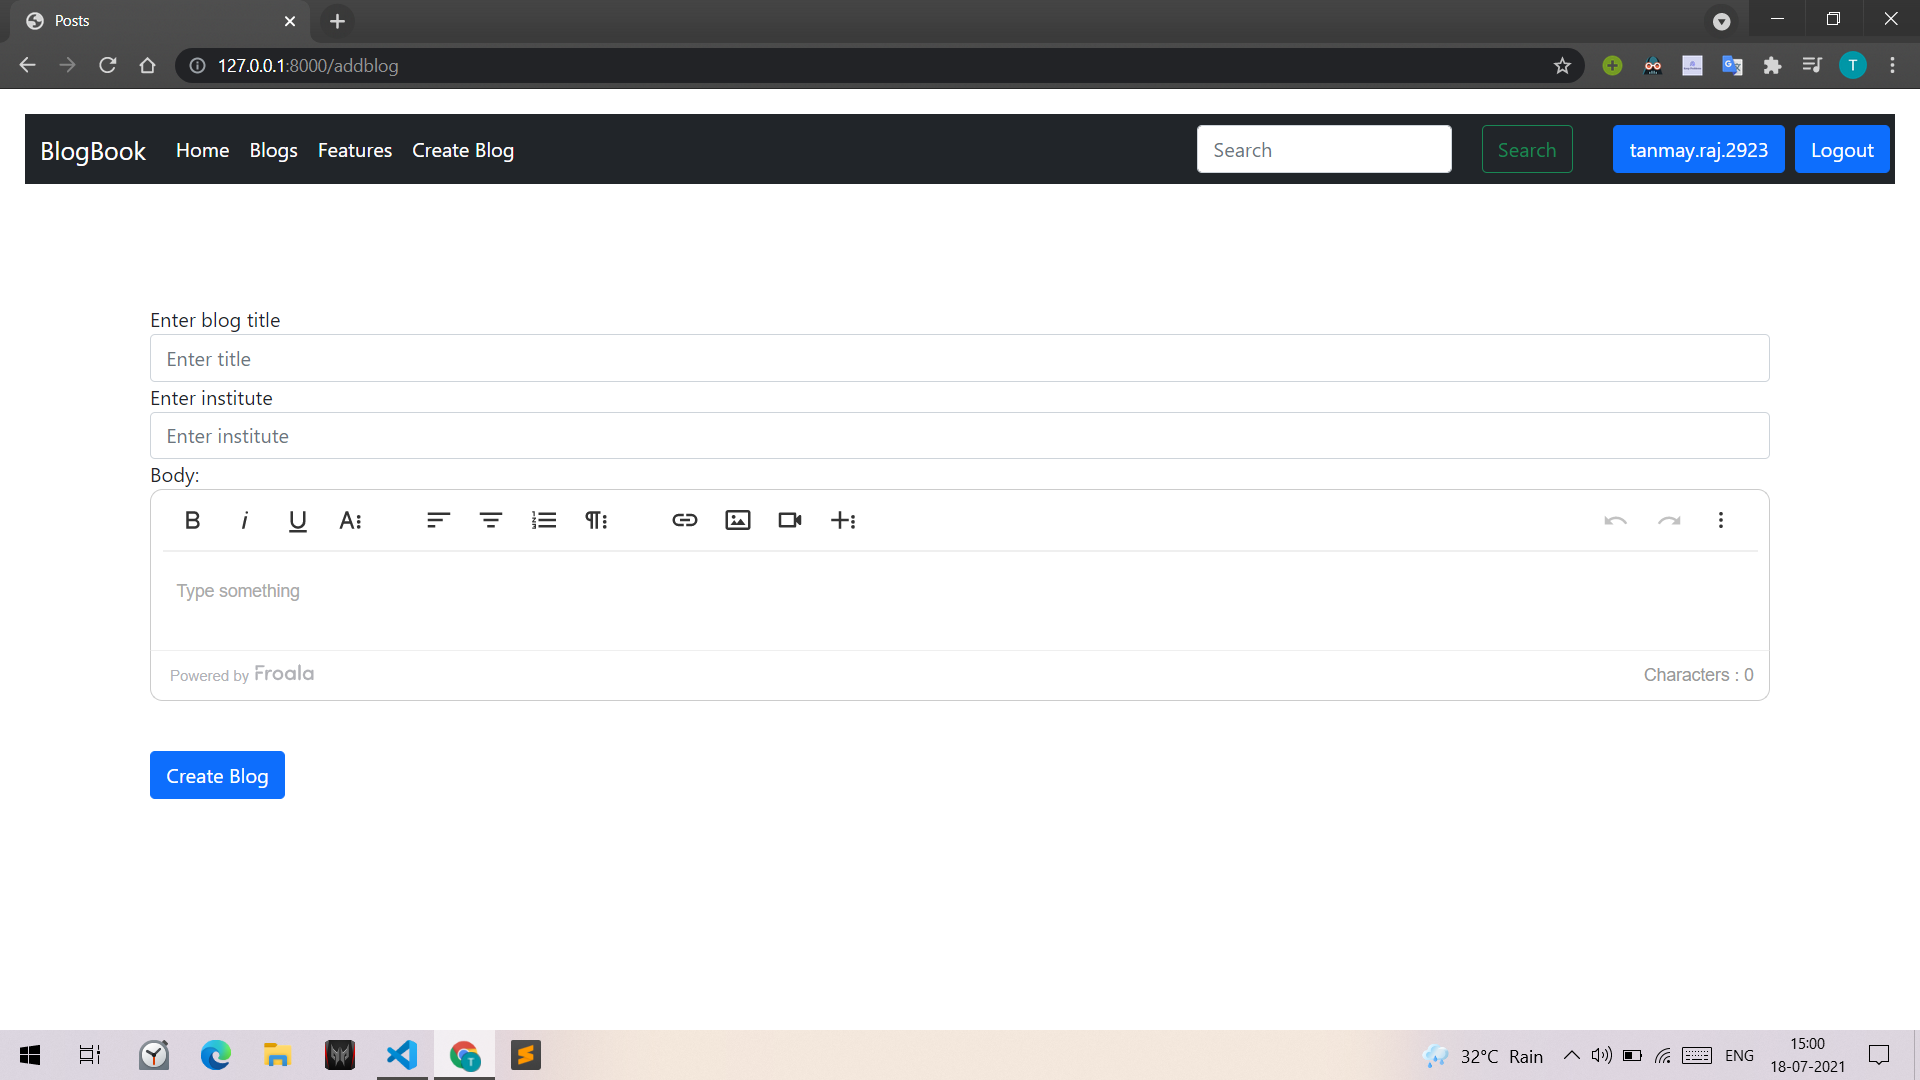 Posts
127.0.0.1:8000/addblog
T
BlogBook Home Blogs Features Create Blog Search Search tanmay.raj.2923 Logout
Enter blog title
Enter title
Enter institute
Enter institute
Body:
Type something
Powered by Froala
Characters : 0
Create Blog
32°C Rain
ENG
15:00
18-07-2021